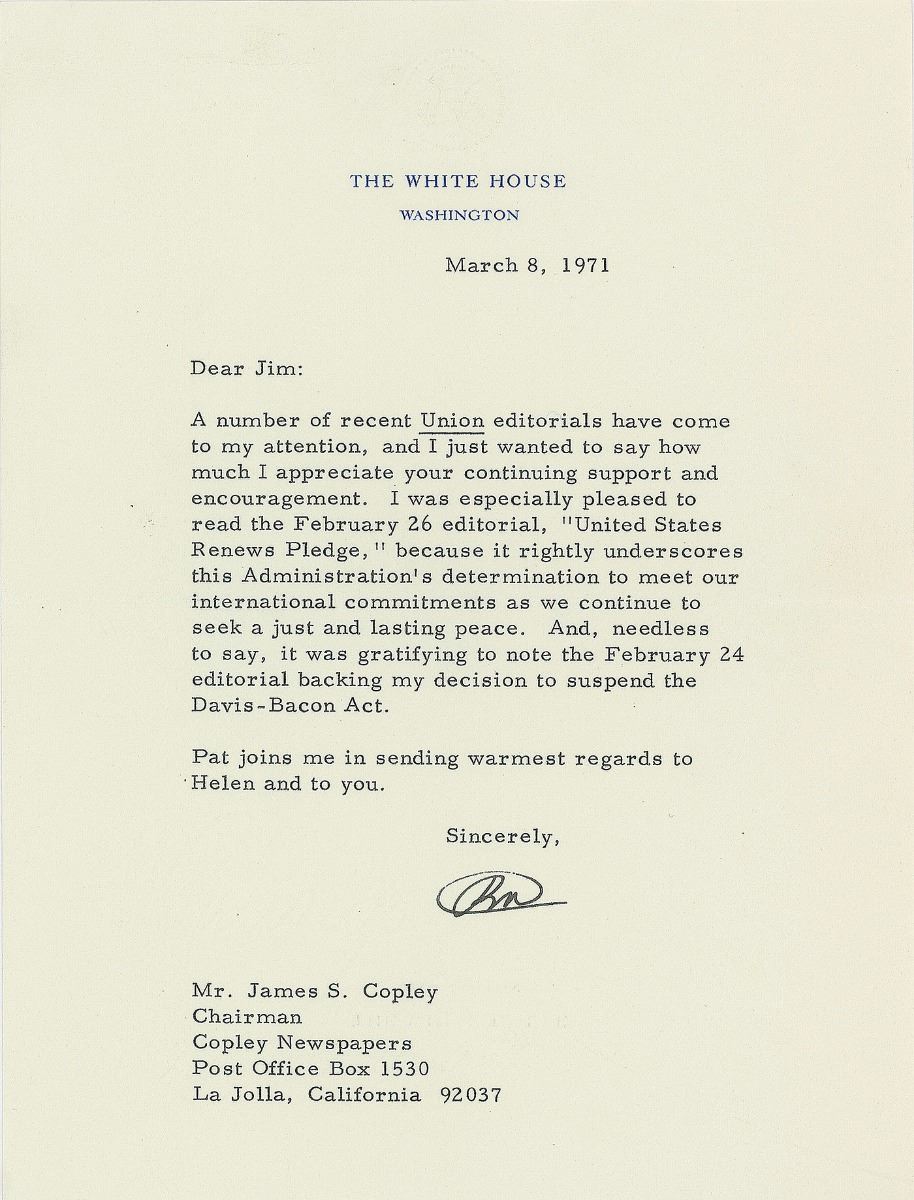 THE WHITE HOUSE
WASHINGTON
March 8, 1971
Dear Jim:
A number of recent Union editorials have come
to my attention, and I just wanted to say how
much I appreciate your continuing support and
encouragement. I was especially pleased to
read the February 26 editorial, "United States
Renews Pledge," because it rightly underscores
this Administration's determination to meet our
international commitments as we continue to
seek a just and lasting peace. And, needless
to say, it was gratifying to note the February 24
editorial backing my decision to suspend the
Davis-Bacon Act.
Pat joins me in sending warmest regards to
Helen and to you.
Sincerely,
RN
Mr. James S. Copley
Chairman
Copley Newspapers
Post Office Box 1530
La Jolla, California 92037